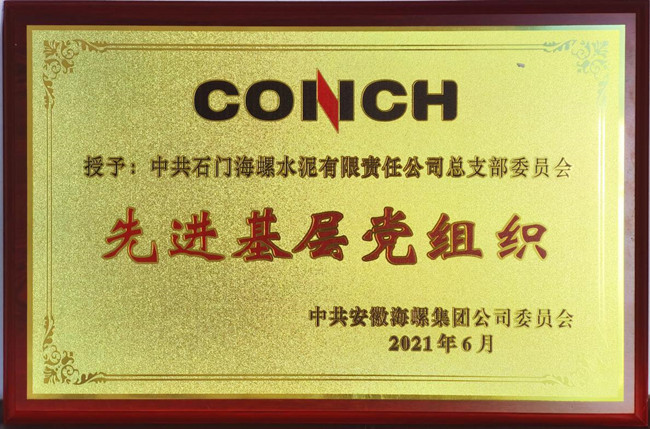 CONCH
授予：中共石门海螺水泥有限责任公司总支部委员会
先进基层党组织
中共安徽海螺集团公司委员会
2021年6月